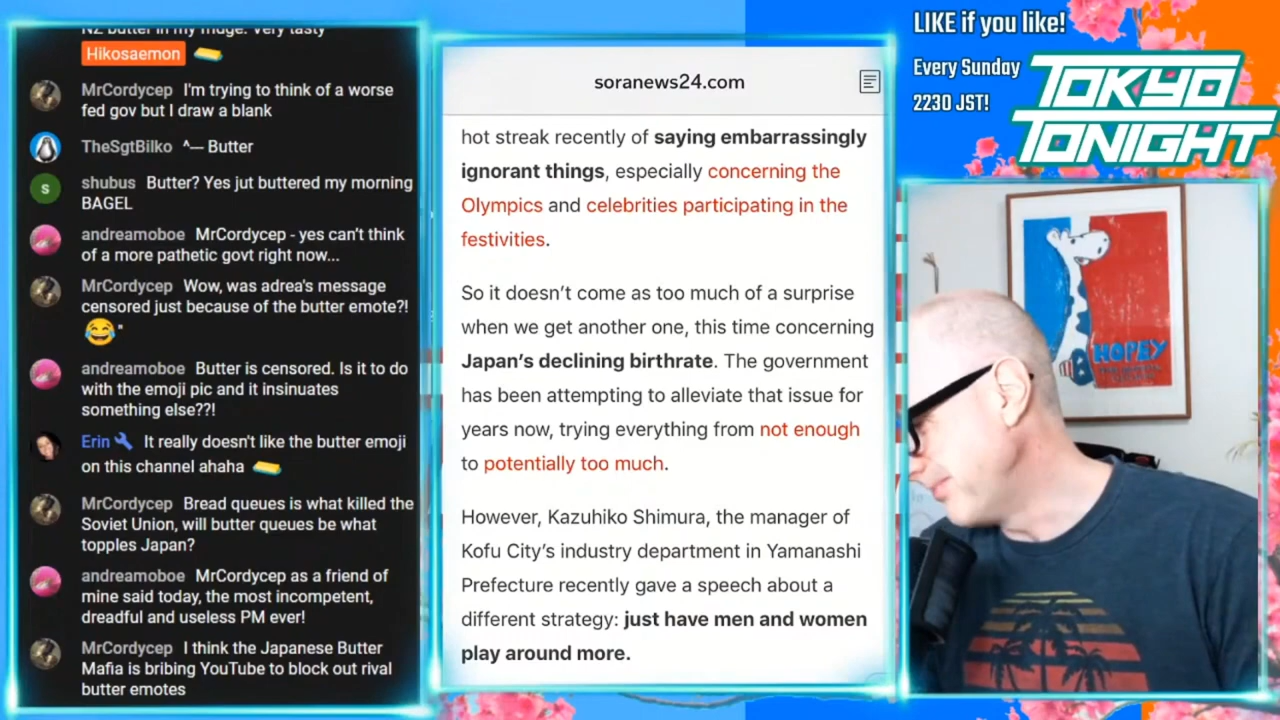 NZ butter in my fridge. Very tasty
Hikosaemon
MrCordycep I'm trying to think of a worse
fed gov but I draw a blank
TheSgtBilko ^— Butter
S
shubus Butter? Yes jut buttered my morning
BAGEL
andreamoboe MrCordycep - yes can't think
of a more pathetic govt right now...
MrCordycep Wow, was adrea's message
censored just because of the butter emote?!
andreamoboe Butter is censored. Is it to do
with the emoji pic and it insinuates
something else??!
Erin It really doesn't like the butter emoji
on this channel ahaha
MrCordycep Bread queues is what killed the
Soviet Union, will butter queues be what
topples Japan?
andreamoboe MrCordycep as a friend of
mine said today, the most incompetent,
dreadful and useless PM ever!
MrCordycep I think the Japanese Butter
Mafia is bribing YouTube to block out rival
butter emotes
soranews24.com
hot streak recently of saying embarrassingly
ignorant things, especially concerning the
Olympics and celebrities participating in the
festivities.
So it doesn't come as too much of a surprise
when we get another one, this time concerning
Japan's declining birthrate. The government
has been attempting to alleviate that issue for
years now, trying everything from not enough
to potentially too much.
However, Kazuhiko Shimura, the manager of
Kofu City's industry department in Yamanashi
Prefecture recently gave a speech about a
different strategy: just have men and women
play around more.
LIKE if you like!
Every Sunday
2230 JST!
TOKYO
TONIGHT
HOPEY